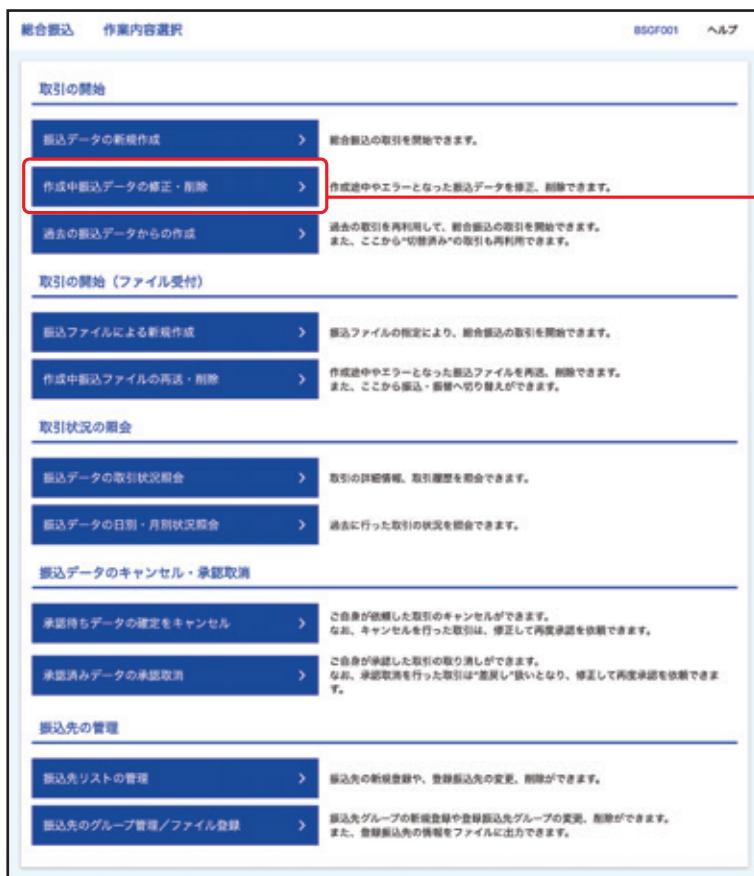 総合振込 作業内容選択 BSGF001 ヘルプ
取引の開始
振込データの新規作成
総合振込の取引を開始できます。
作成中振込データの修正・削除
作成途中やエラーとなった振込データを修正、削除できます。
過去の振込データからの作成
過去の取引を再利用して、総合振込の取引を開始できます。
また、ここから"切替済み"の取引も再利用できます。
取引の開始（ファイル受付）
振込ファイルによる新規作成
振込ファイルの指定により、総合振込の取引を開始できます。
作成中振込ファイルの再送・削除
作成途中やエラーとなった振込ファイルを再送、削除できます。
また、ここから振込・振替へ切り替えができます。
取引状況の照会
振込データの取引状況照会
取引の詳細情報、取引履歴を照会できます。
振込データの日別・月別状況照会
過去に行った取引の状況を照会できます。
振込データのキャンセル・承認取消
承認待ちデータの確定をキャンセル
ご自身が依頼した取引のキャンセルができます。
なお、キャンセルを行った取引は、修正して再度承認を依頼できます。
承認済みデータの承認取消
ご自身が承認した取引の取り消しができます。
なお、承認取消を行った取引は"差戻し"扱いとなり、修正して再度承認を依頼できま
す。
振込先の管理
振込先リストの管理
振込先の新規登録や、登録振込先の変更、削除ができます。
振込先のグループ管理／ファイル登録
振込先グループの新規登録や登録振込先グループの変更、削除ができます。
また、登録振込先の情報をファイルに出力できます。